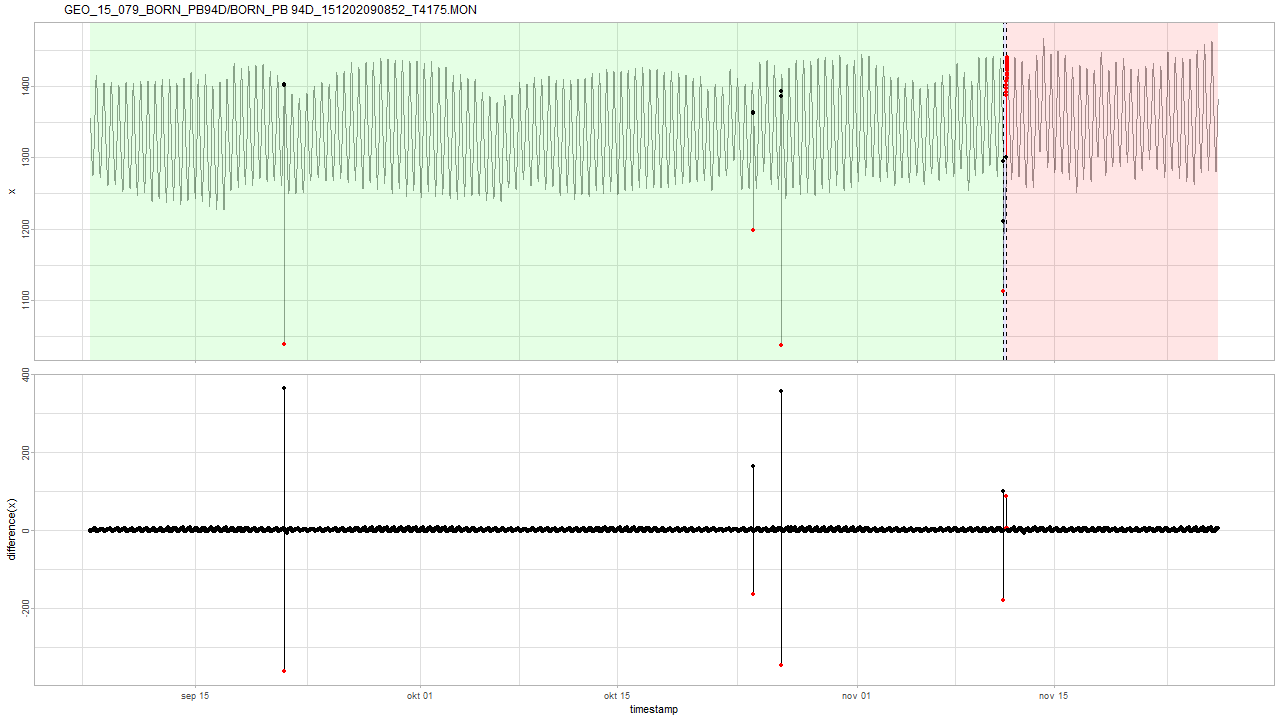 GEO_15_079_BORN_PB94D/BORN_PB 94D_151202090852_T4175.MON
1400
1300
1200
1100
x
400
200
0
-200
difference(x)
sep 15
okt 01
okt 15
nov 01
nov 15
timestamp